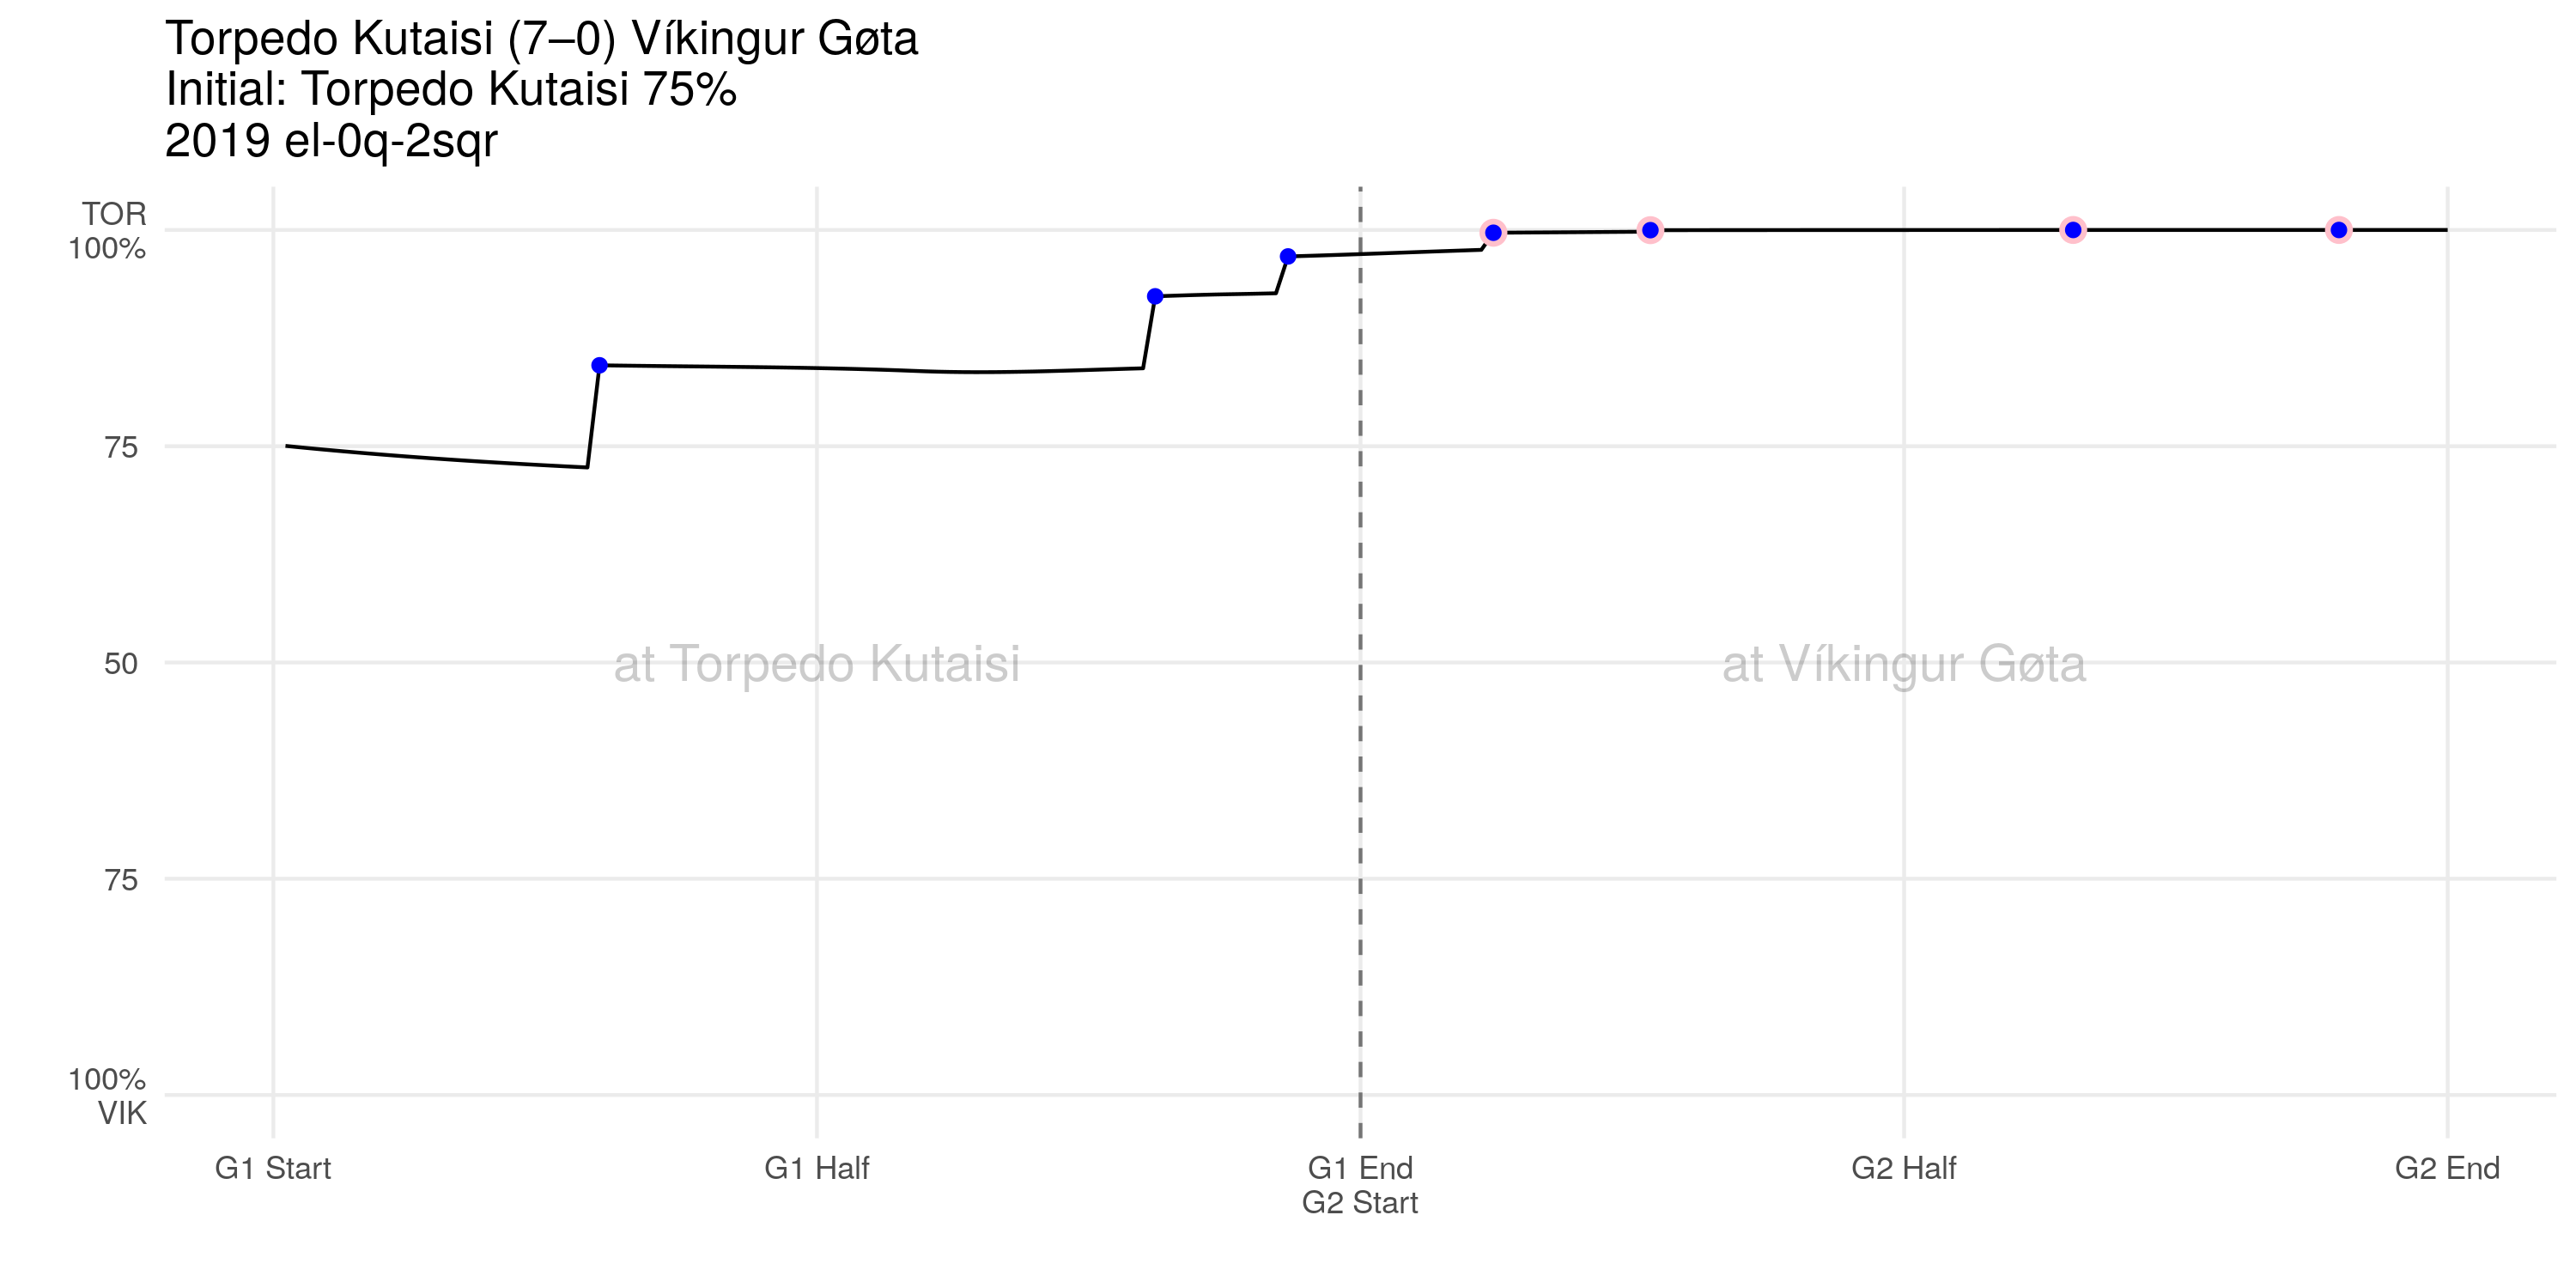 Torpedo Kutaisi (7–0) Víkingur Gøta
Initial: Torpedo Kutaisi 75%
2019 el-0q-2sqr
TOR
100%
75
50
75
100%
VIK
at Torpedo Kutaisi
at Víkingur Gøta
G1 Start
G1 Half
G1 End
G2 Start
G2 Half
G2 End